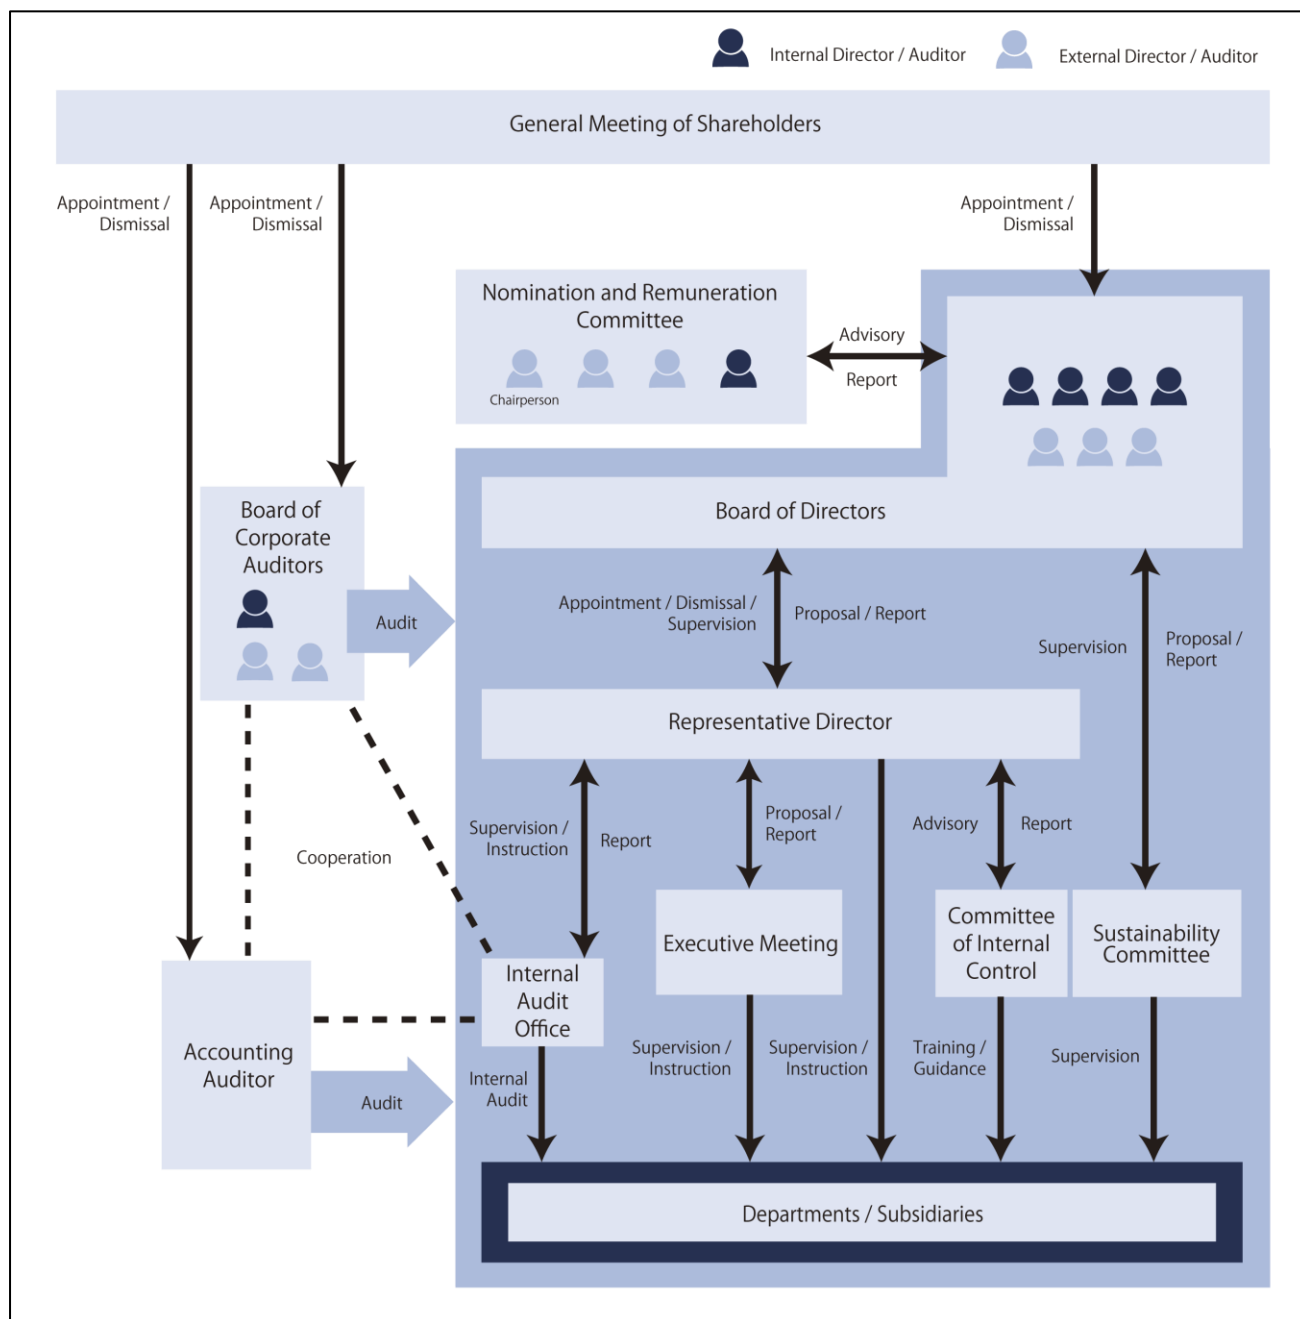 Internal Director / Auditor
External Director / Auditor
General Meeting of Shareholders
Appointment /
Dismissal
Appointment /
Dismissal
Appointment /
Dismissal
Nomination and Remuneration
Committee
Chairperson
Advisory
Report
Board of Directors
Board of
Corporate
Auditors
Audit
Appointment / Dismissal /
Supervision
Proposal / Report
Supervision
Proposal /
Report
Representative Director
Cooperation
Supervision /
Instruction
Report
Proposal /
Report
Advisory
Report
Executive Meeting
Committee
of Internal
Control
Sustainability
Committee
Internal
Audit
Office
Accounting
Auditor
Audit
Internal
Audit
Supervision /
Instruction
Supervision /
Instruction
Training /
Guidance
Supervision
Departments / Subsidiaries